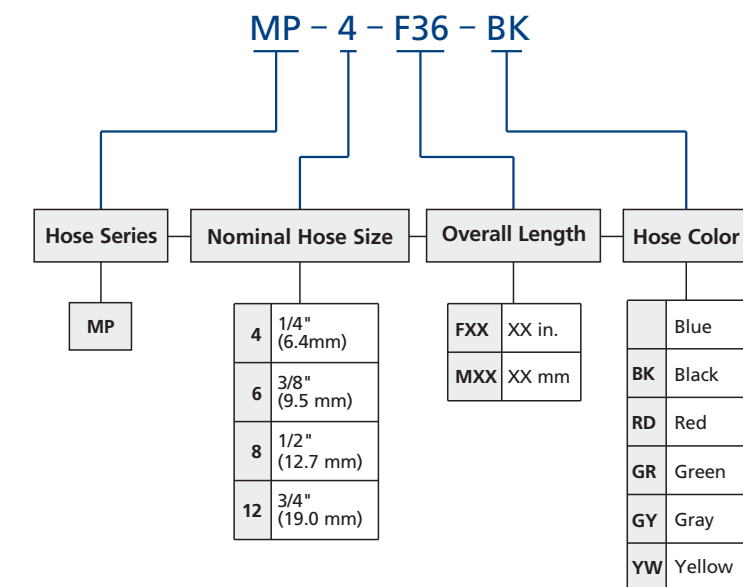 MP – 4 – F36 – BK
Hose Series
Nominal Hose Size
Overall Length
Hose Color
MP
4 1/4"
(6.4mm)
6 3/8"
(9.5 mm)
8 1/2"
(12.7 mm)
12 3/4"
(19.0 mm)
FXX XX in.
MXX XX mm
Blue
BK Black
RD Red
GR Green
GY Gray
YW Yellow